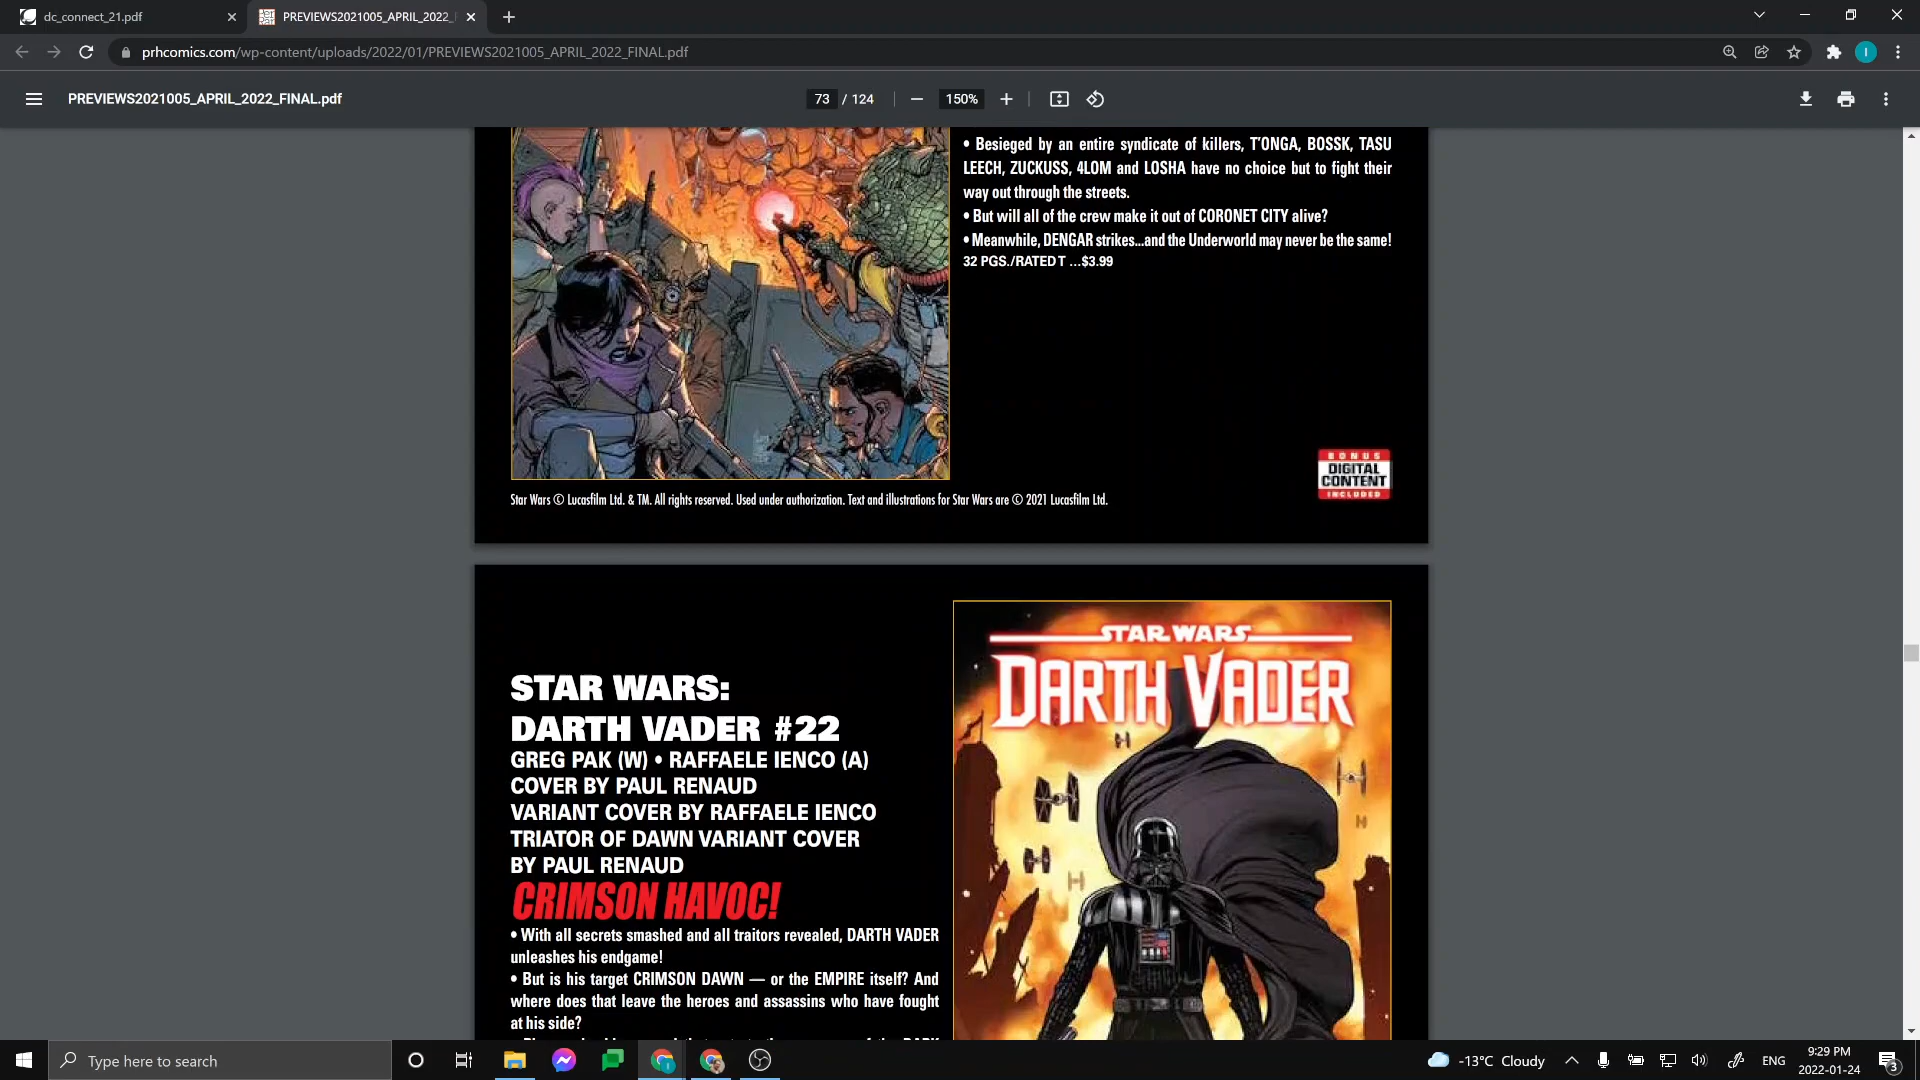 dc_connect_21.pdf
PREVIEWS2021005_APRIL_2022_
prhcomics.com/wp-content/uploads/2022/01/PREVIEWS2021005_APRIL_2022_FINAL.pdf
I
PREVIEWS2021005_APRIL_2022_FINAL.pdf
73 / 124
150%
• Besieged by an entire syndicate of killers, T'ONGA, BOSSK, TASU
LEECH, ZUCKUSS, 4LOM and LOSHA have no choice but to fight their
way out through the streets.
• But will all of the crew make it out of CORONET CITY alive?
• Meanwhile, DENGAR strikes...and the Underworld may never be the same!
32 PGS./RATED T ...$3.99
BONUS
DIGITAL
CONTENT
INCLUDED
Star Wars © Lucasfilm Ltd. & TM. All rights reserved. Used under authorization. Text and illustrations for Star Wars are © 2021 Lucasfilm Ltd.
STAR WARS:
DARTH VADER #22
GREG PAK (W) • RAFFAELE IENCO (A)
COVER BY PAUL RENAUD
VARIANT COVER BY RAFFAELE IENCO
TRIATOR OF DAWN VARIANT COVER
BY PAUL RENAUD
CRIMSON HAVOC!
• With all secrets smashed and all traitors revealed, DARTH VADER
unleashes his endgame!
• But is his target CRIMSON DAWN — or the EMPIRE itself? And
where does that leave the heroes and assassins who have fought
at his side?
STAR WARS
DARTH VADER
Type here to search
-13°C Cloudy
ENG
9:29 PM
2022-01-24
3